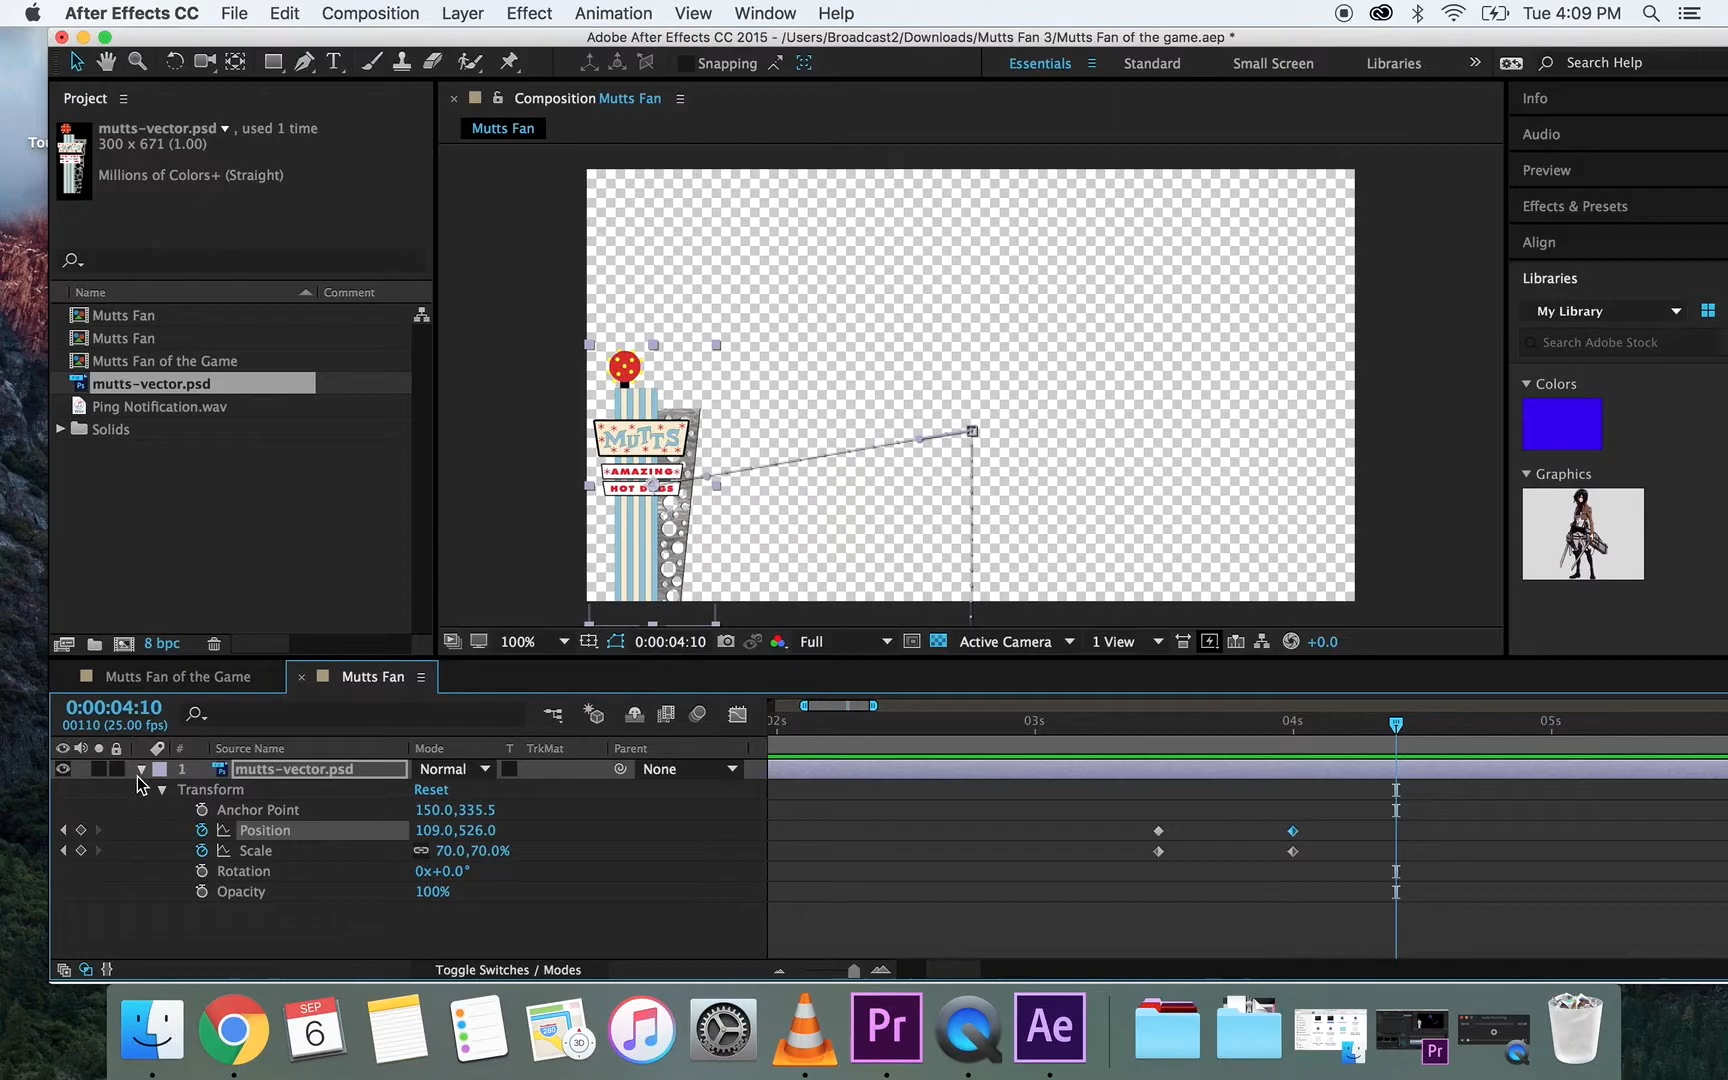 After Effects CC File Edit Composition Layer Effect Animation View Window Help Tue 4:09 PM
Adobe After Effects CC 2015 - /Users/Broadcast2/Downloads/Mutts Fan 3/Mutts Fan of the game.aep *
T Snapping Essentials Standard Small Screen Libraries Search Help
Project
mutts-vector.psd , used 1 time
300 x 671 (1.00)
Millions of Colors+ (Straight)
Name Comment
Mutts Fan
Mutts Fan
Mutts Fan of the Game
mutts-vector.psd
Ping Notification.wav
Solids
8 bpc
Composition Mutts Fan
Mutts Fan
MUTTS
*AMAZING*
100% 0:00:04:10 Full Active Camera 1 View +0.0
Info
Audio
Preview
Effects & Presets
Align
Libraries
My Library
Search Adobe Stock
Colors
Graphics
Mutts Fan of the Game Mutts Fan
0:00:04:10
00110 (25.00 fps)
02s 03s 04s 05s
# Source Name Mode T TrkMat Parent
1 mutts-vector.psd Normal None
Transform Reset
Anchor Point 150.0,335.5
Position 109.0,526.0
Scale 70.0,70.0%
Rotation 0x+0.0°
Opacity 100%
Toggle Switches / Modes
SEP
6
280
3D
Pr
Ae
Pr